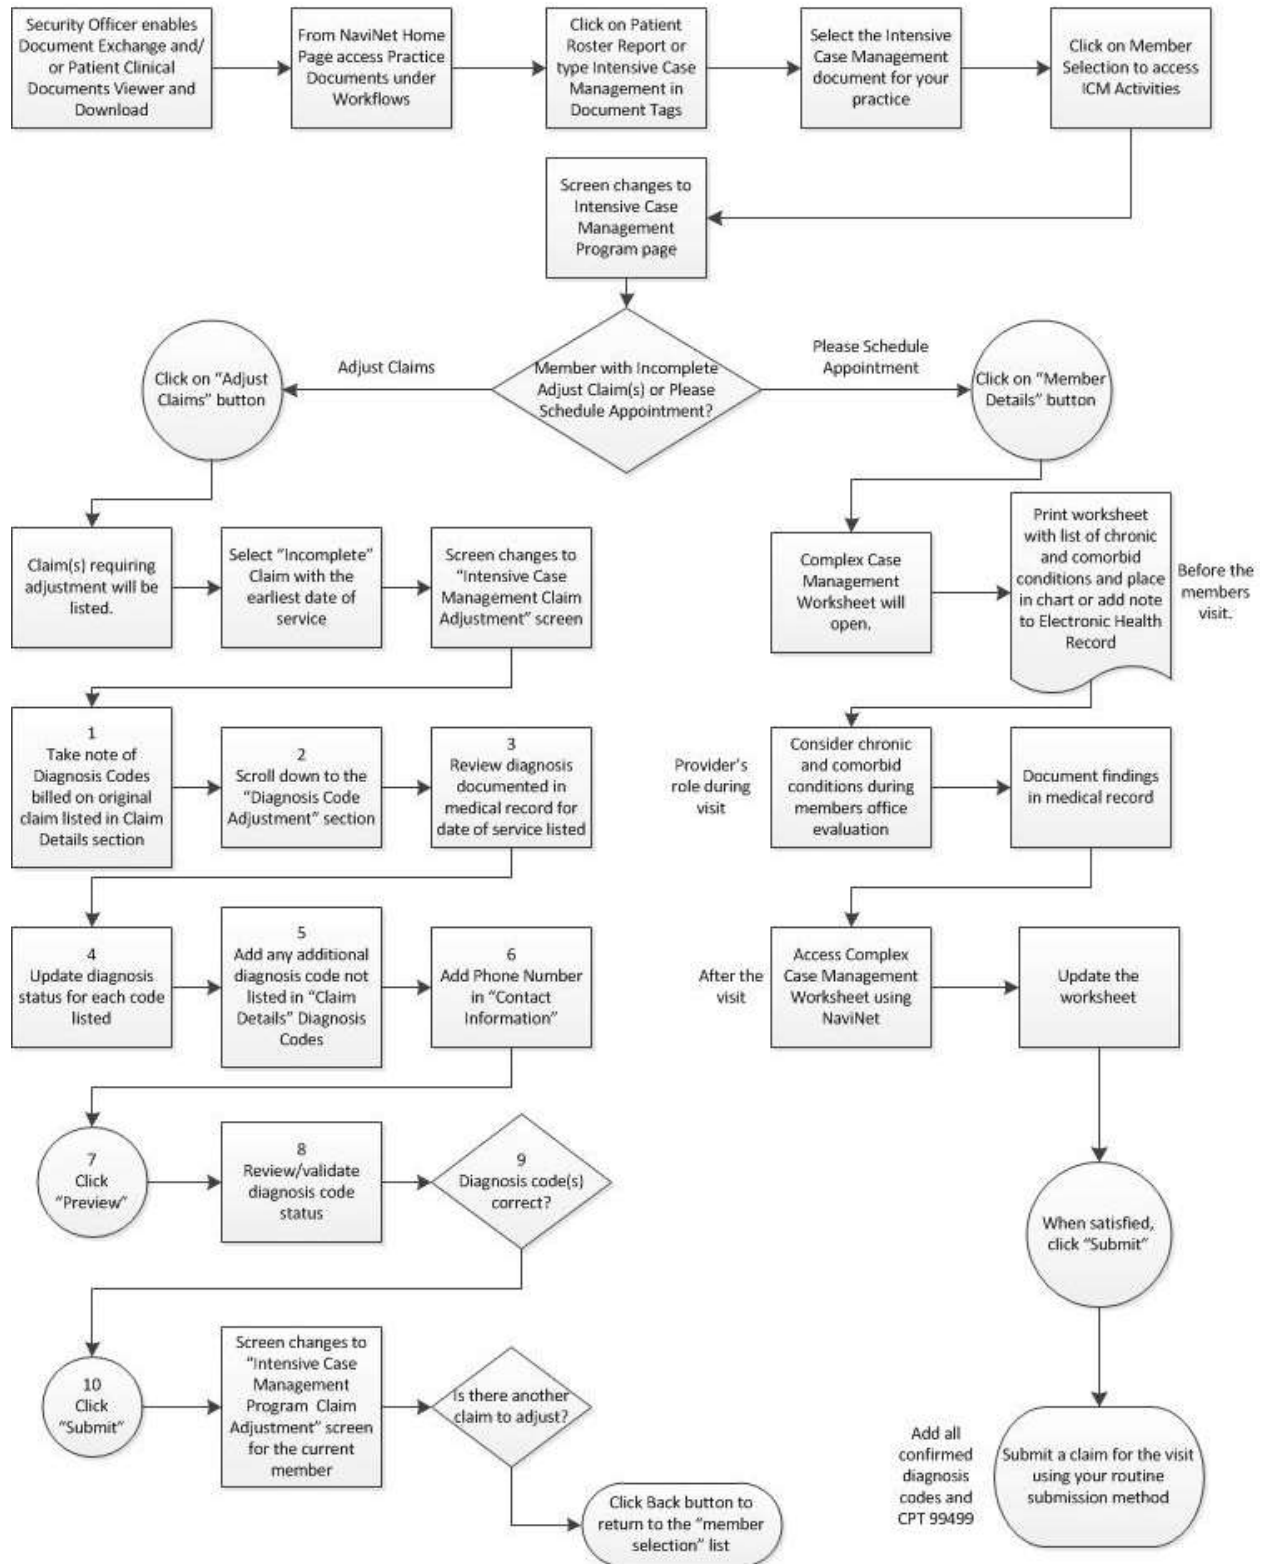 Security Officer enables
Document Exchange and/
or Patient Clinical
Documents Viewer and
Download
From NaviNet Home
Page access Practice
Documents under
Workflows
Click on Patient
Roster Report or
type Intensive Case
Management in
Document Tags
Select the Intensive
Case Management
document for your
practice
Click on Member
Selection to access
ICM Activities
Screen changes to
Intensive Case
Management
Program page
Member with Incomplete
Adjust Claim(s) or Please
Schedule Appointment?
Adjust Claims
Click on "Adjust
Claims" button
Please Schedule
Appointment
Click on "Member
Details" button
Claim(s) requiring
adjustment will be
listed.
Select "Incomplete"
Claim with the
earliest date of
service
Screen changes to
"Intensive Case
Management Claim
Adjustment" screen
1
Take note of
Diagnosis Codes
billed on original
claim listed in Claim
Details section
2
Scroll down to the
"Diagnosis Code
Adjustment" section
3
Review diagnosis
documented in
medical record for
date of service listed
4
Update diagnosis
status for each code
listed
5
Add any additional
diagnosis code not
listed in "Claim
Details" Diagnosis
Codes
6
Add Phone Number
in "Contact
Information"
7
Click
"Preview"
8
Review/validate
diagnosis code
status
9
Diagnosis code(s)
correct?
10
Click
"Submit"
Screen changes to
"Intensive Case
Management
Program Claim
Adjustment" screen
for the current
member
Is there another
claim to adjust?
Click Back button to
return to the "member
selection" list
Complex Case
Management
Worksheet will
open.
Print worksheet
with list of chronic
and comorbid
conditions and place
in chart or add note
to Electronic Health
Record
Before the
members
visit.
Provider's
role during
visit
Consider chronic
and comorbid
conditions during
members office
evaluation
Document findings
in medical record
After the
visit
Access Complex
Case Management
Worksheet using
NaviNet
Update the
worksheet
When satisfied,
click "Submit"
Add all
confirmed
diagnosis
codes and
CPT 99499
Submit a claim for the visit
using your routine
submission method